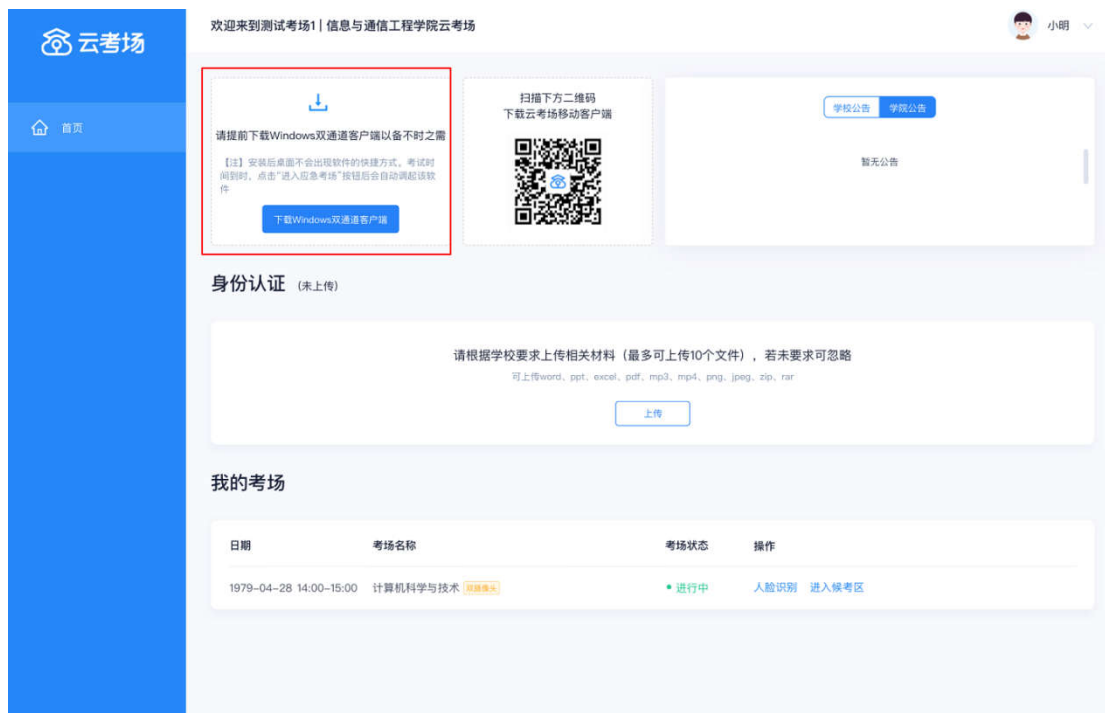 云考场
欢迎来到测试考场1 | 信息与通信工程学院云考场
小明
首页
请提前下载Windows双通道客户端以备不时之需
【注】安装后桌面不会出现软件的快捷方式，考试时
间到时，点击“进入应急考场”按钮后会自动调起该软
件
下载Windows双通道客户端
扫描下方二维码
下载云考场移动客户端
学校公告 学院公告
暂无公告
身份认证 (未上传)
请根据学校要求上传相关材料（最多可上传10个文件），若未要求可忽略
可上传word、ppt、excel、pdf、mp3、mp4、png、jpeg、zip、rar
上传
我的考场
日期 考场名称 考场状态 操作
1979-04-28 14:00-15:00 计算机科学与技术 双摄像头 进行中 人脸识别 进入候考区